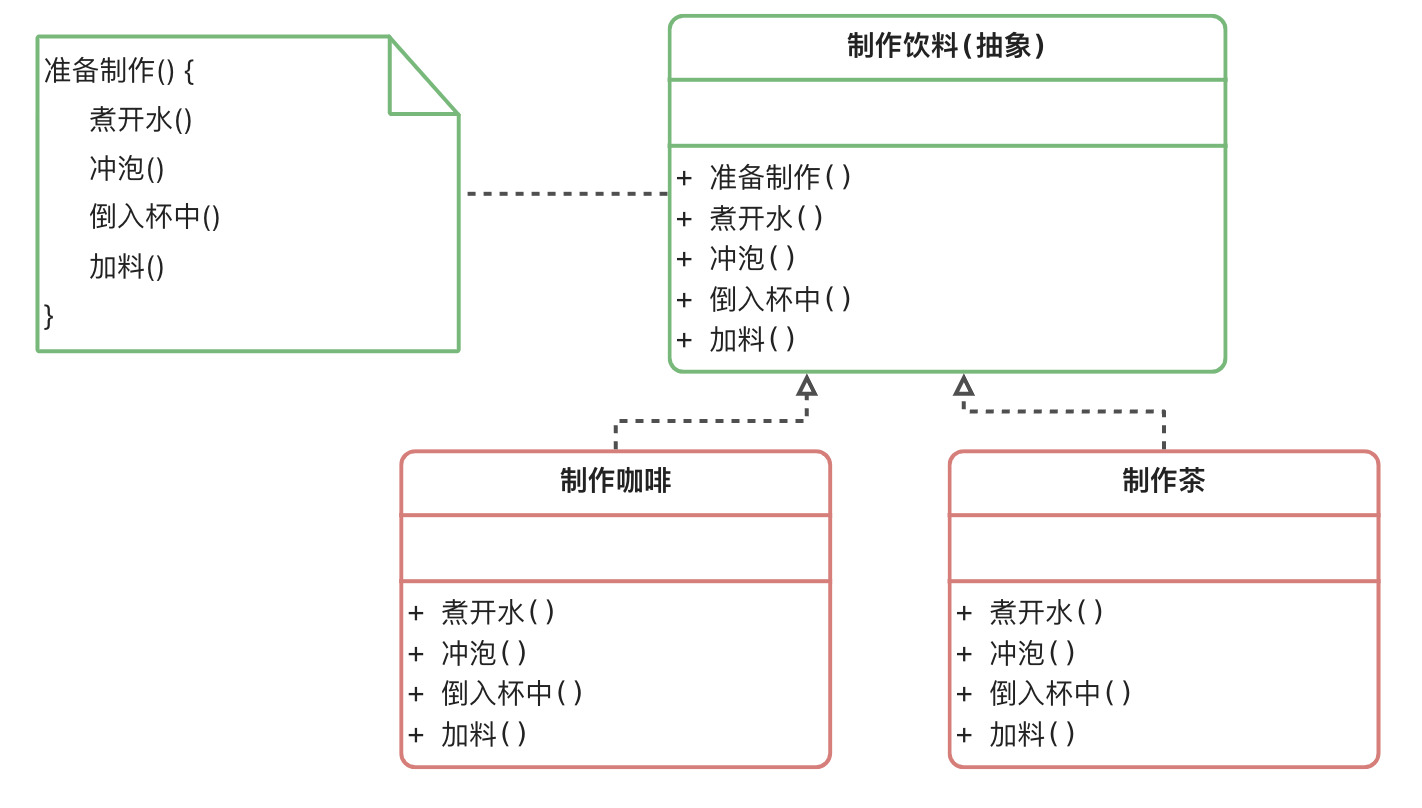 准备制作() {
煮开水()
冲泡()
倒入杯中()
加料()
}
制作饮料(抽象)
+ 准备制作()
+ 煮开水()
+ 冲泡()
+ 倒入杯中()
+ 加料()
制作咖啡
+ 煮开水()
+ 冲泡()
+ 倒入杯中()
+ 加料()
制作茶
+ 煮开水()
+ 冲泡()
+ 倒入杯中()
+ 加料()